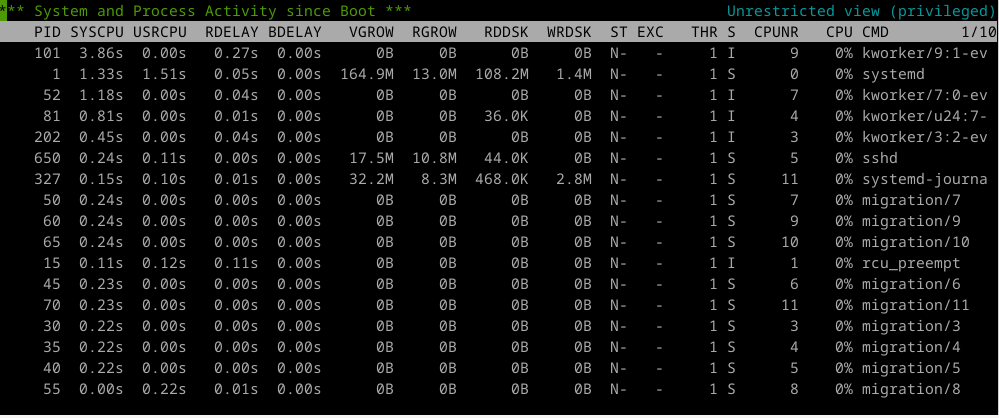 *** System and Process Activity since Boot *** Unrestricted view (privileged)
PID SYSCPU USRCPU RDELAY BDELAY VGROW RGROW RDDSK WRDSK ST EXC THR S CPUNR CPU CMD 1/10
101 3.86s 0.00s 0.27s 0.00s 0B 0B 0B 0B N- - 1 I 9 0% kworker/9:1-ev
1 1.33s 1.51s 0.05s 0.00s 164.9M 13.0M 108.2M 1.4M N- - 1 S 0 0% systemd
52 1.18s 0.00s 0.04s 0.00s 0B 0B 0B 0B N- - 1 I 7 0% kworker/7:0-ev
81 0.81s 0.00s 0.01s 0.00s 0B 0B 36.0K 0B N- - 1 I 4 0% kworker/u24:7-
202 0.45s 0.00s 0.04s 0.00s 0B 0B 0B 0B N- - 1 I 3 0% kworker/3:2-ev
650 0.24s 0.11s 0.00s 0.00s 17.5M 10.8M 44.0K 0B N- - 1 S 5 0% sshd
327 0.15s 0.10s 0.01s 0.00s 32.2M 8.3M 468.0K 2.8M N- - 1 S 11 0% systemd-journa
50 0.24s 0.00s 0.00s 0.00s 0B 0B 0B 0B N- - 1 S 7 0% migration/7
60 0.24s 0.00s 0.00s 0.00s 0B 0B 0B 0B N- - 1 S 9 0% migration/9
65 0.24s 0.00s 0.00s 0.00s 0B 0B 0B 0B N- - 1 S 10 0% migration/10
15 0.11s 0.12s 0.11s 0.00s 0B 0B 0B 0B N- - 1 I 1 0% rcu_preempt
45 0.23s 0.00s 0.00s 0.00s 0B 0B 0B 0B N- - 1 S 6 0% migration/6
70 0.23s 0.00s 0.00s 0.00s 0B 0B 0B 0B N- - 1 S 11 0% migration/11
30 0.22s 0.00s 0.00s 0.00s 0B 0B 0B 0B N- - 1 S 3 0% migration/3
35 0.22s 0.00s 0.00s 0.00s 0B 0B 0B 0B N- - 1 S 4 0% migration/4
40 0.22s 0.00s 0.00s 0.00s 0B 0B 0B 0B N- - 1 S 5 0% migration/5
55 0.00s 0.22s 0.01s 0.00s 0B 0B 0B 0B N- - 1 S 8 0% migration/8